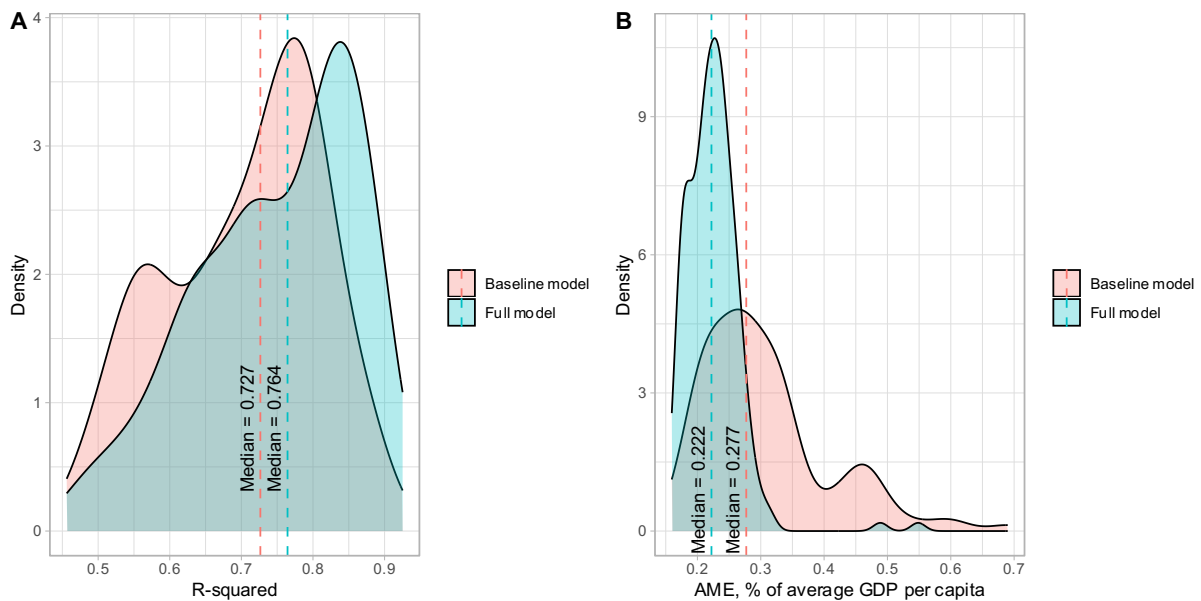 A
4
3
2
1
0
Density
Median = 0.727
Median = 0.764
0.5
0.6
0.7
0.8
0.9
R-squared
Baseline model
Full model
B
9
6
3
0
Density
Median = 0.222
Median = 0.277
0.2
0.3
0.4
0.5
0.6
0.7
AME, % of average GDP per capita
Baseline model
Full model